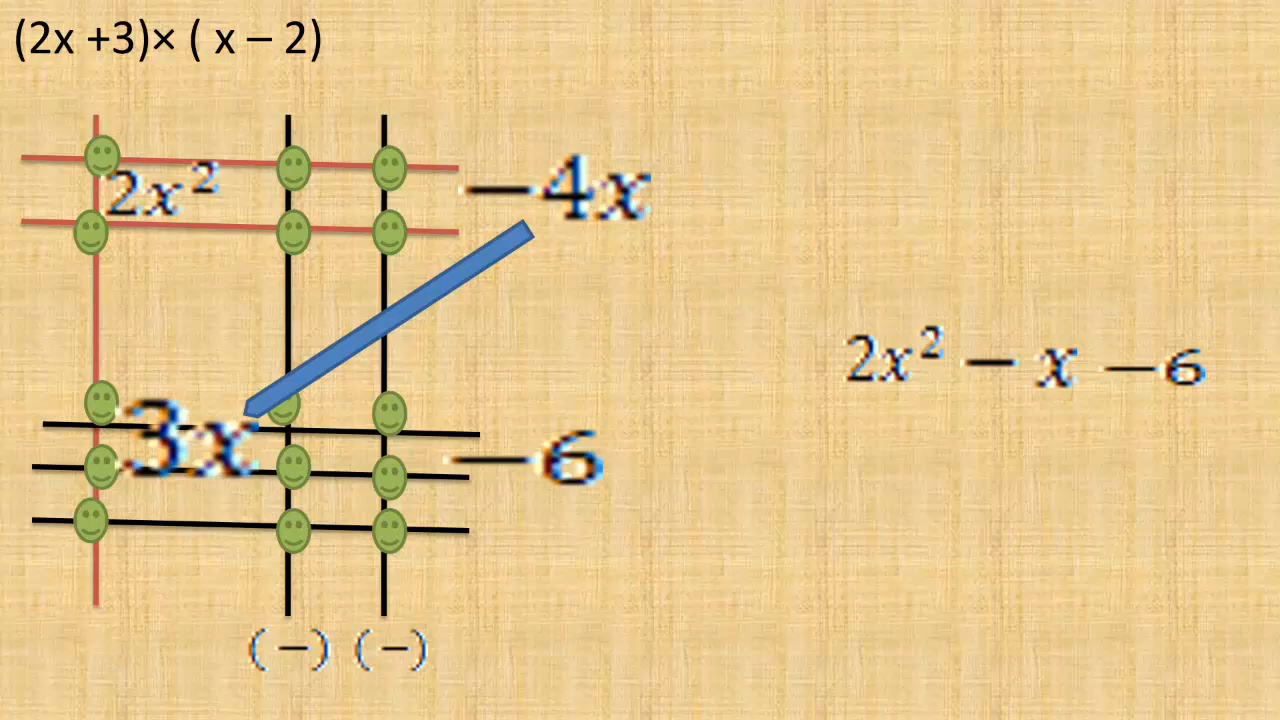 (2x +3)× ( x – 2)
2x²
−4x
2x² − x −6
3x
−6
(−) (−)